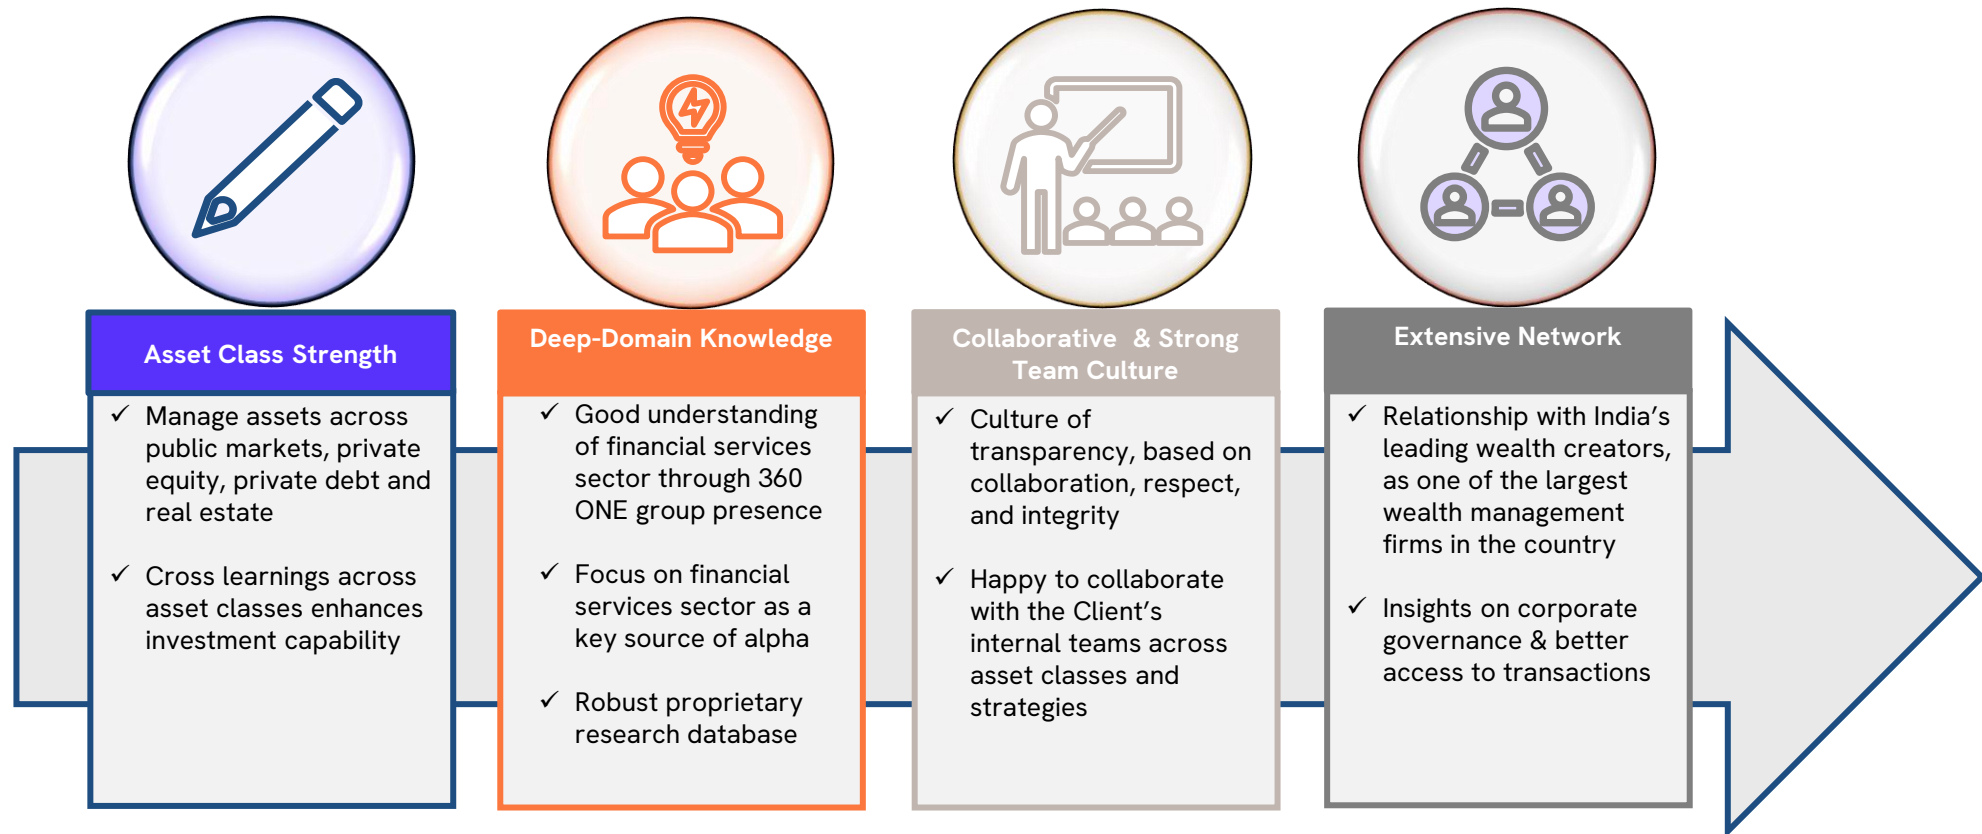 Asset Class Strength
✓ Manage assets across
public markets, private
equity, private debt and
real estate
✓ Cross learnings across
asset classes enhances
investment capability
Deep-Domain Knowledge
✓ Good understanding
of financial services
sector through 360
ONE group presence
✓ Focus on financial
services sector as a
key source of alpha
✓ Robust proprietary
research database
Collaborative & Strong
Team Culture
✓ Culture of
transparency, based on
collaboration, respect,
and integrity
✓ Happy to collaborate
with the Client’s
internal teams across
asset classes and
strategies
Extensive Network
✓ Relationship with India’s
leading wealth creators,
as one of the largest
wealth management
firms in the country
✓ Insights on corporate
governance & better
access to transactions